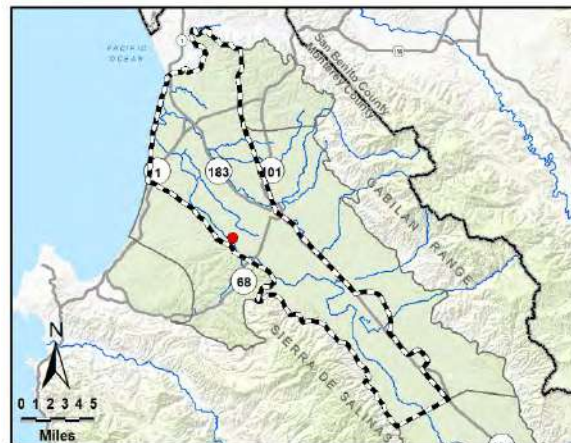 1
PACIFIC
OCEAN
San Benito County
Monterey County
1
183
101
GABILAN RANGE
68
SIERRA DE SALINAS
N
0 1 2 3 4 5
Miles